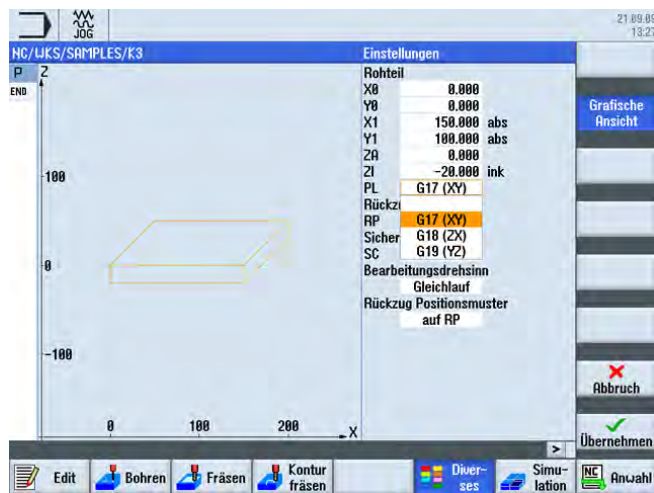 JOG
21.09.09
13:27
NC/WKS/SAMPLES/K3
Einstellungen
P
END
Z
100
0
-100
0 100 200 X
Rohteil
X0 0.000
Y0 0.000
X1 150.000 abs
Y1 100.000 abs
ZA 0.000
ZI -20.000 ink
PL G17 (XY)
Rückz
RP G17 (XY)
Sicher G18 (ZX)
SC G19 (YZ)
Bearbeitungsdrehsinn
Gleichlauf
Rückzug Positionsmuster
auf RP
Grafische
Ansicht
Abbruch
Übernehmen
>
Edit
Bohren
Fräsen
Kontur
fräsen
Diver-
ses
Simu-
lation
NC Anwahl